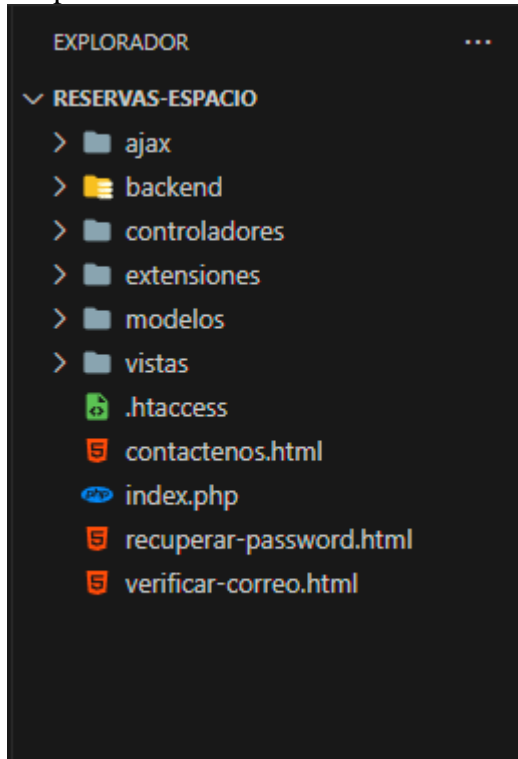 EXPLORADOR ...
RESERVAS-ESPACIO
ajax
backend
controladores
extensiones
modelos
vistas
.htaccess
contactenos.html
index.php
recuperar-password.html
verificar-correo.html